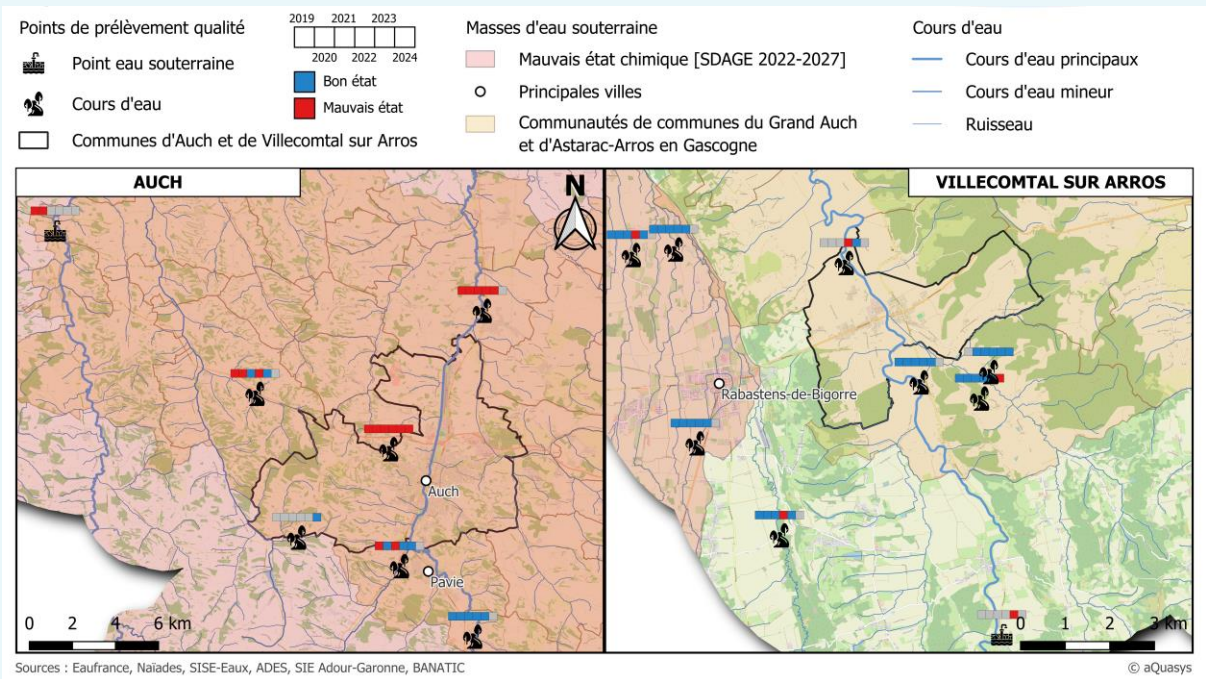 Points de prélèvement qualité
Point eau souterraine
Cours d'eau
Communes d'Auch et de Villecomtal sur Arros
2019 2021 2023
2020 2022 2024
Bon état
Mauvais état
Masses d'eau souterraine
Mauvais état chimique [SDAGE 2022-2027]
Principales villes
Communautés de communes du Grand Auch
et d'Astarac-Arros en Gascogne
Cours d'eau
Cours d'eau principaux
Cours d'eau mineur
Ruisseau
AUCH
N
Auch
Pavie
0 2 4 6 km
VILLECOMTAL SUR ARROS
Rabastens-de-Bigorre
0 1 2 3 km
Sources : Eaufrance, Naïades, SISE-Eaux, ADES, SIE Adour-Garonne, BANATIC
© aQuasys